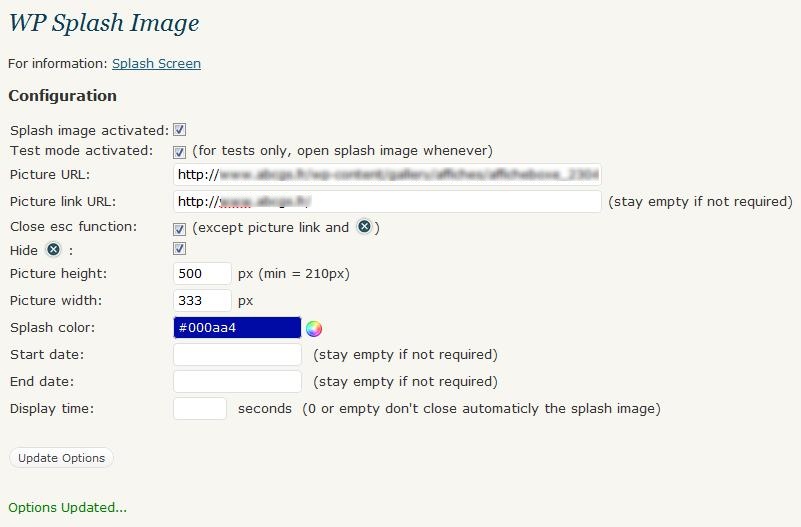 WP Splash Image
For information: Splash Screen
Configuration
Splash image activated:
Test mode activated: (for tests only, open splash image whenever)
Picture URL: http://
Picture link URL: http:// (stay empty if not required)
Close esc function: (except picture link and )
Hide :
Picture height: 500 px (min = 210px)
Picture width: 333 px
Splash color: #000aa4
Start date: (stay empty if not required)
End date: (stay empty if not required)
Display time: seconds (0 or empty don't close automaticly the splash image)
Update Options
Options Updated...